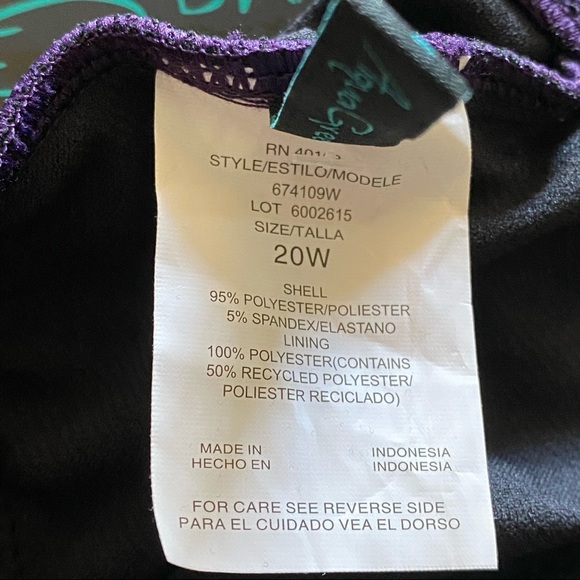 RN
STYLE/ESTILO/MODELE
674109W
LOT 6002615
SIZE/TALLA
20W
SHELL
95% POLYESTER/POLIESTER
5% SPANDEX/ELASTANO
LINING
100% POLYESTER(CONTAINS
50% RECYCLED POLYESTER/
POLIESTER RECICLADO)
MADE IN INDONESIA
HECHO EN INDONESIA
FOR CARE SEE REVERSE SIDE
PARA EL CUIDADO VEA EL DORSO